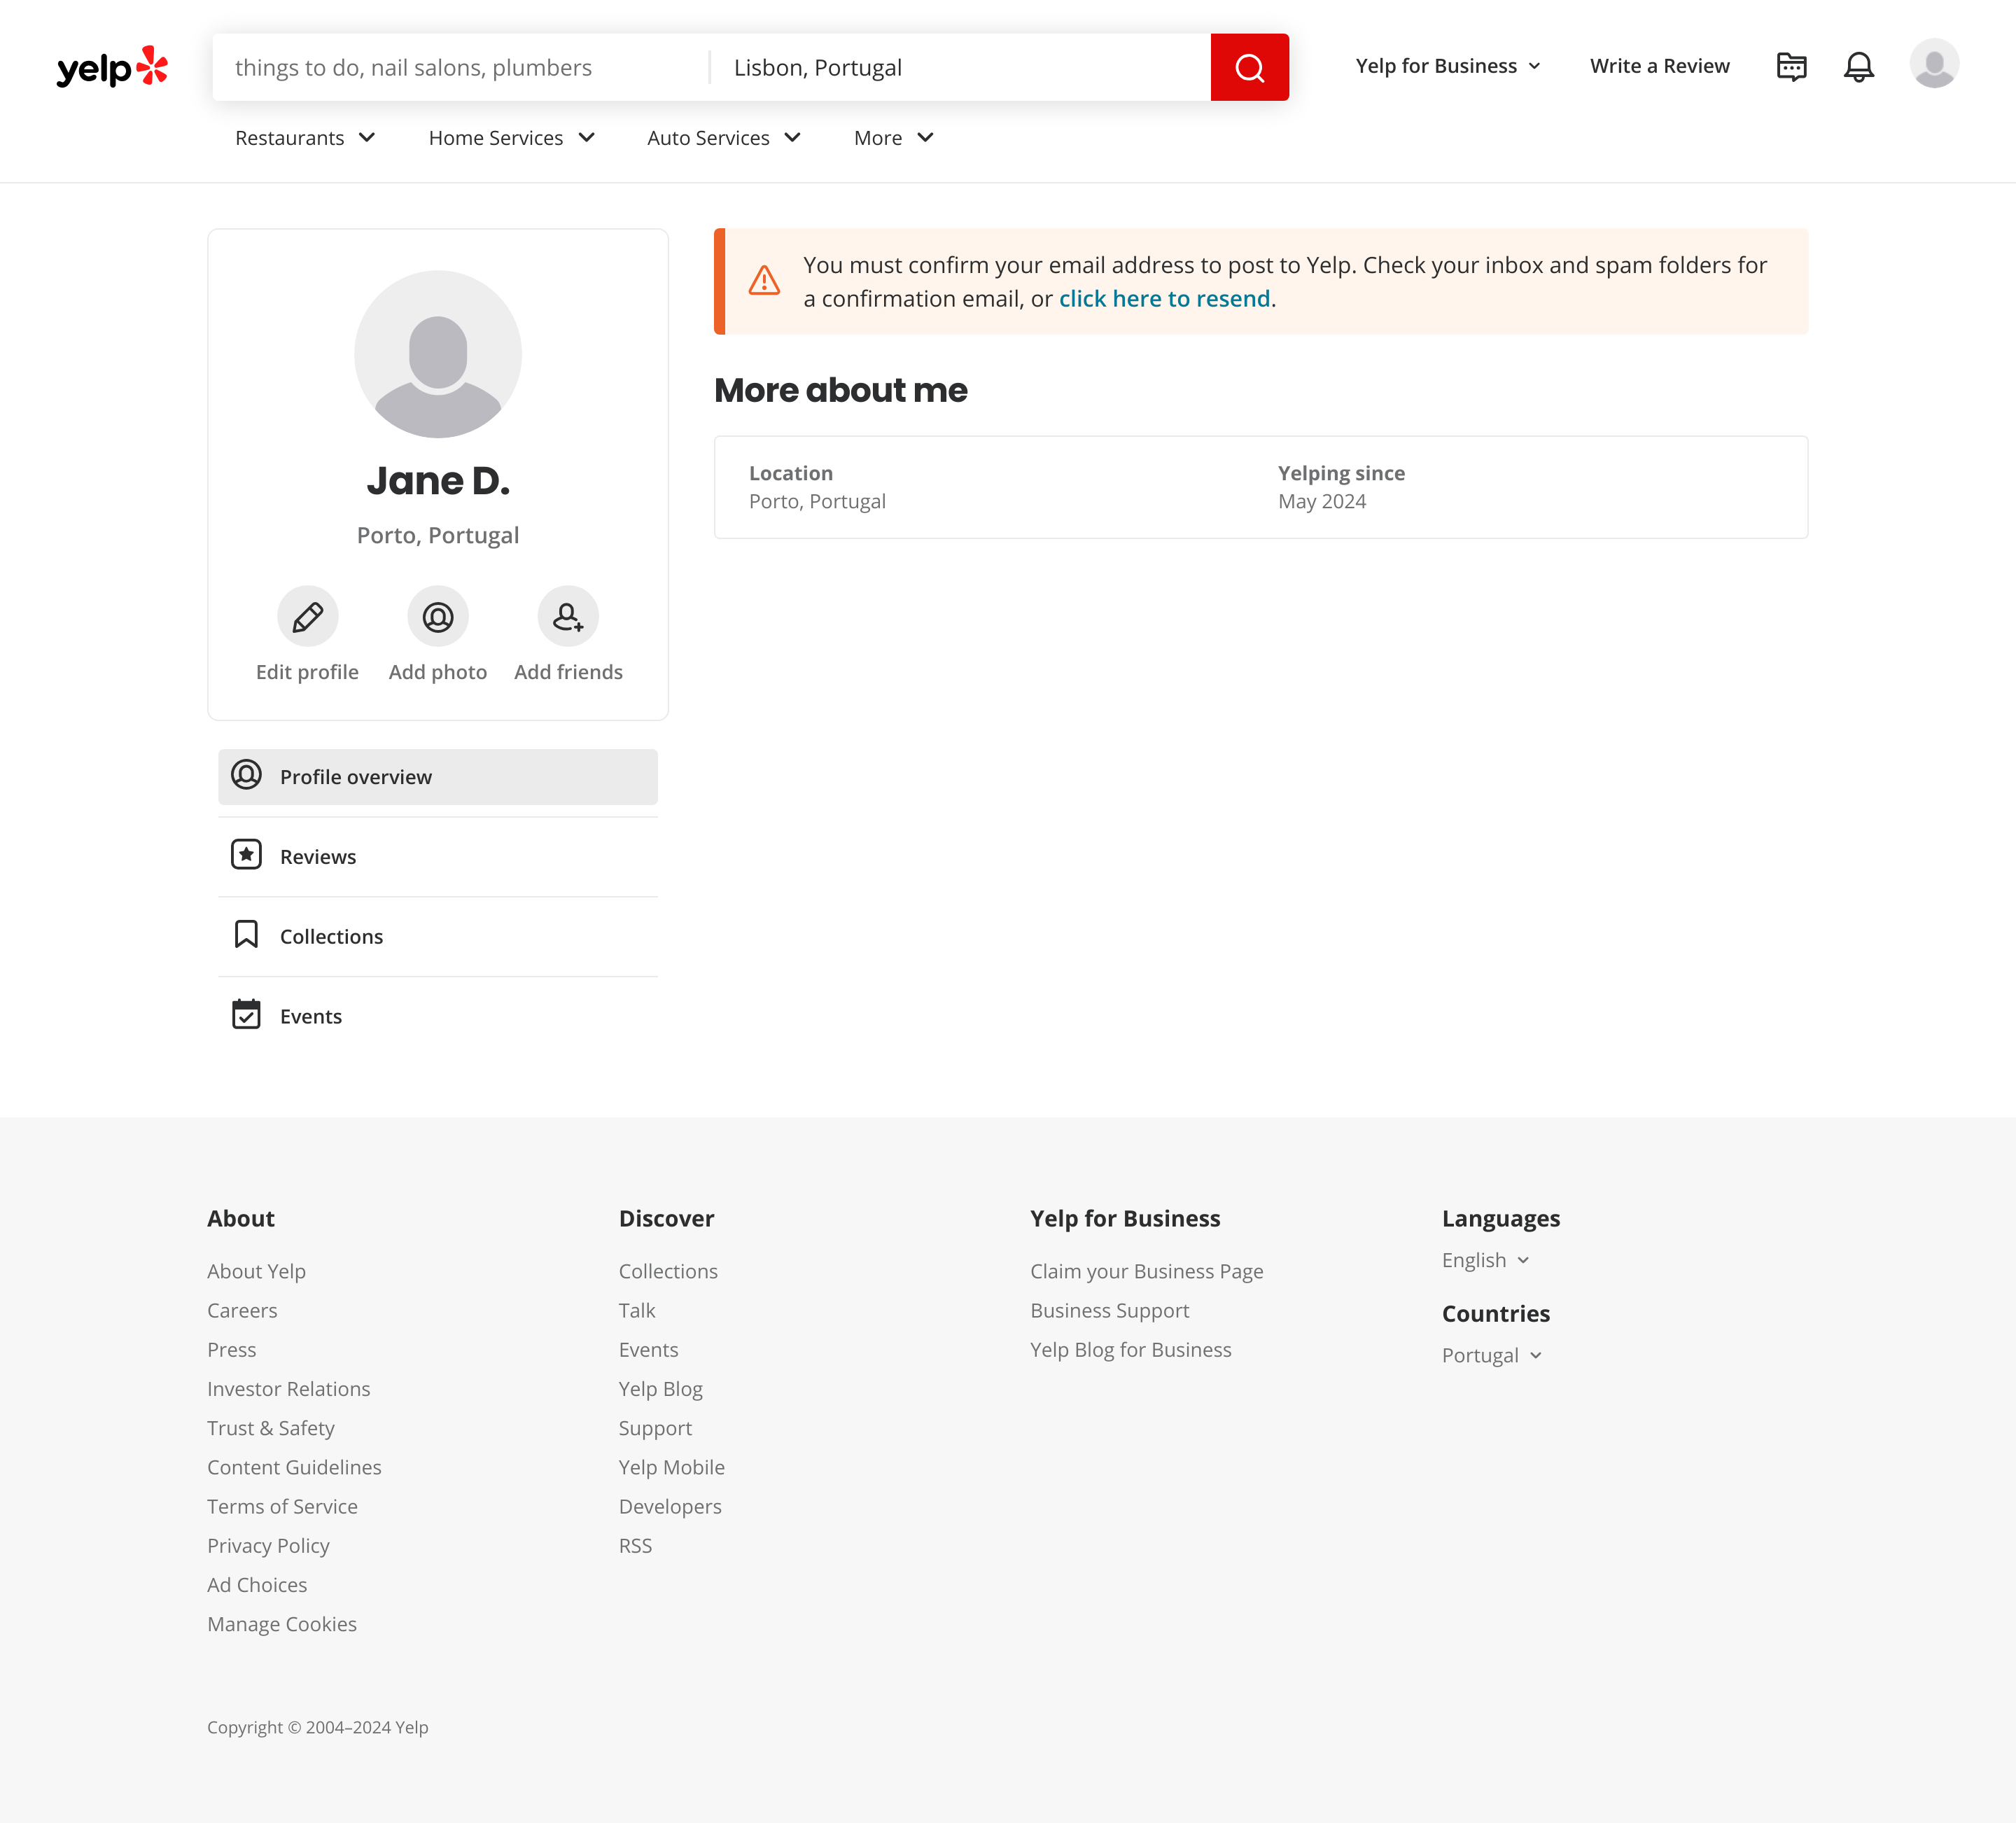 yelp
things to do, nail salons, plumbers
Lisbon, Portugal
Yelp for Business
Write a Review
Restaurants
Home Services
Auto Services
More
Jane D.
Porto, Portugal
Edit profile
Add photo
Add friends
Profile overview
Reviews
Collections
Events
You must confirm your email address to post to Yelp. Check your inbox and spam folders for
a confirmation email, or click here to resend.
More about me
Location
Porto, Portugal
Yelping since
May 2024
About
About Yelp
Careers
Press
Investor Relations
Trust & Safety
Content Guidelines
Terms of Service
Privacy Policy
Ad Choices
Manage Cookies
Discover
Collections
Talk
Events
Yelp Blog
Support
Yelp Mobile
Developers
RSS
Yelp for Business
Claim your Business Page
Business Support
Yelp Blog for Business
Languages
English
Countries
Portugal
Copyright © 2004–2024 Yelp